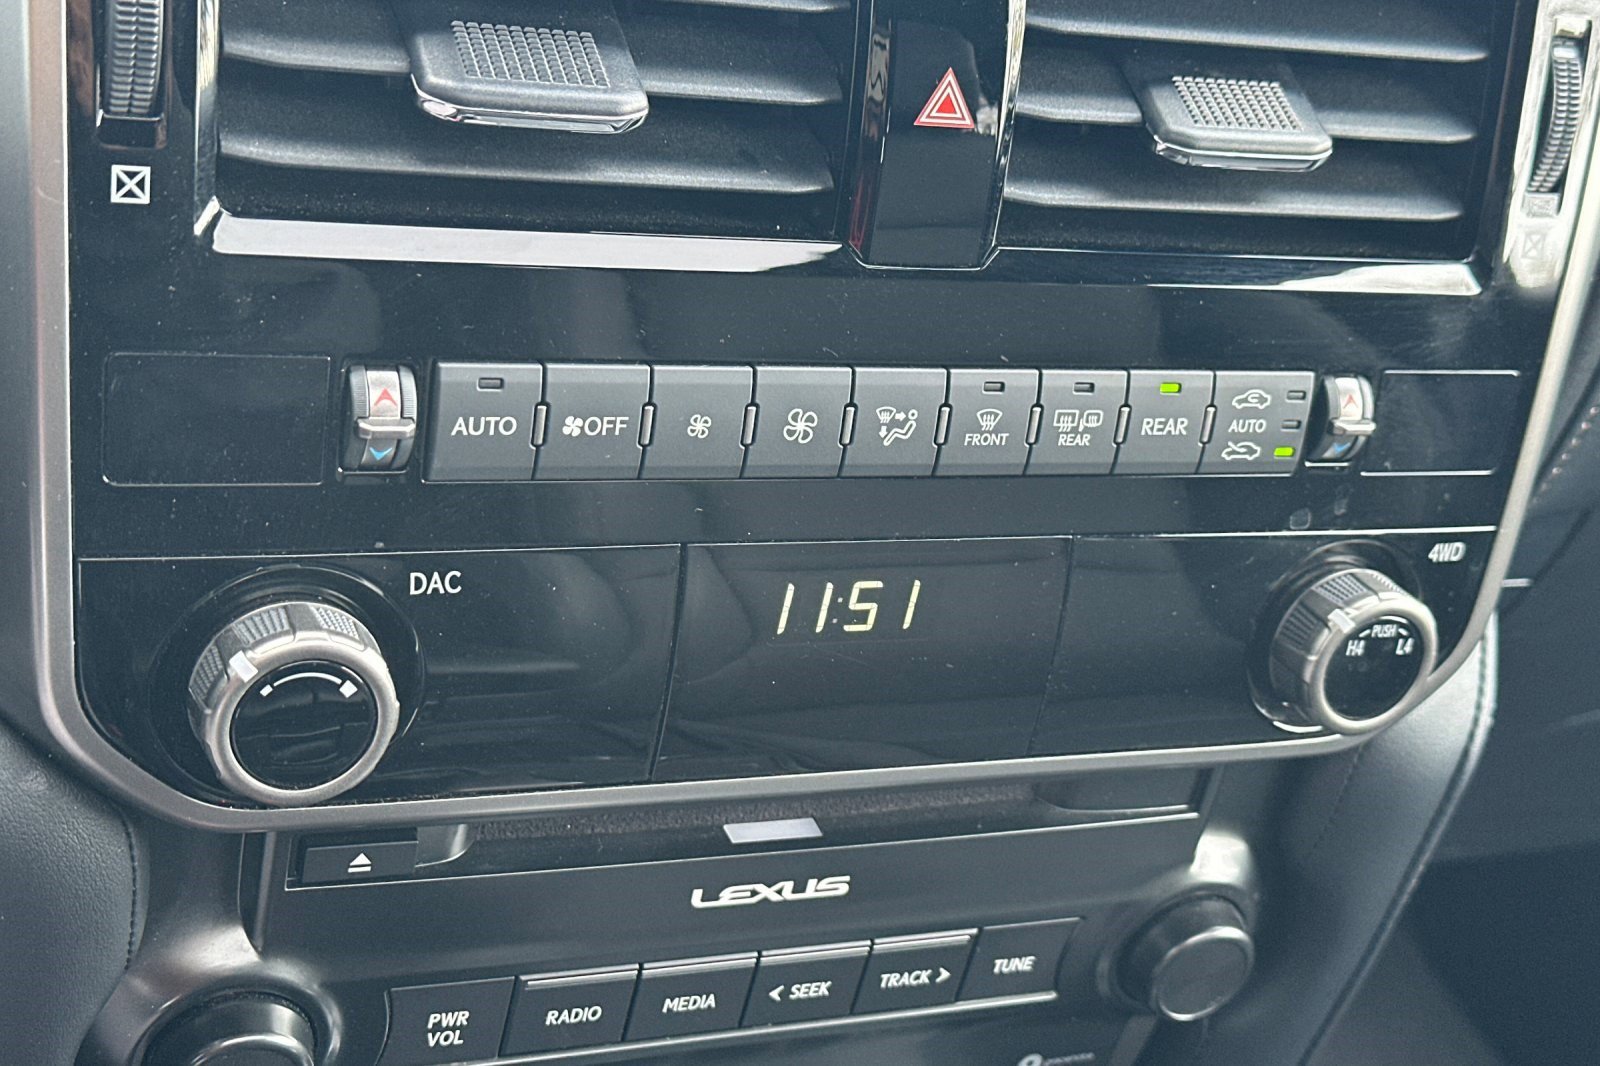 AUTO
OFF
FRONT
REAR
REAR
AUTO
DAC
11:51
4WD
PUSH
H4
L4
LEXUS
PWR
VOL
RADIO
MEDIA
< SEEK
TRACK >
TUNE